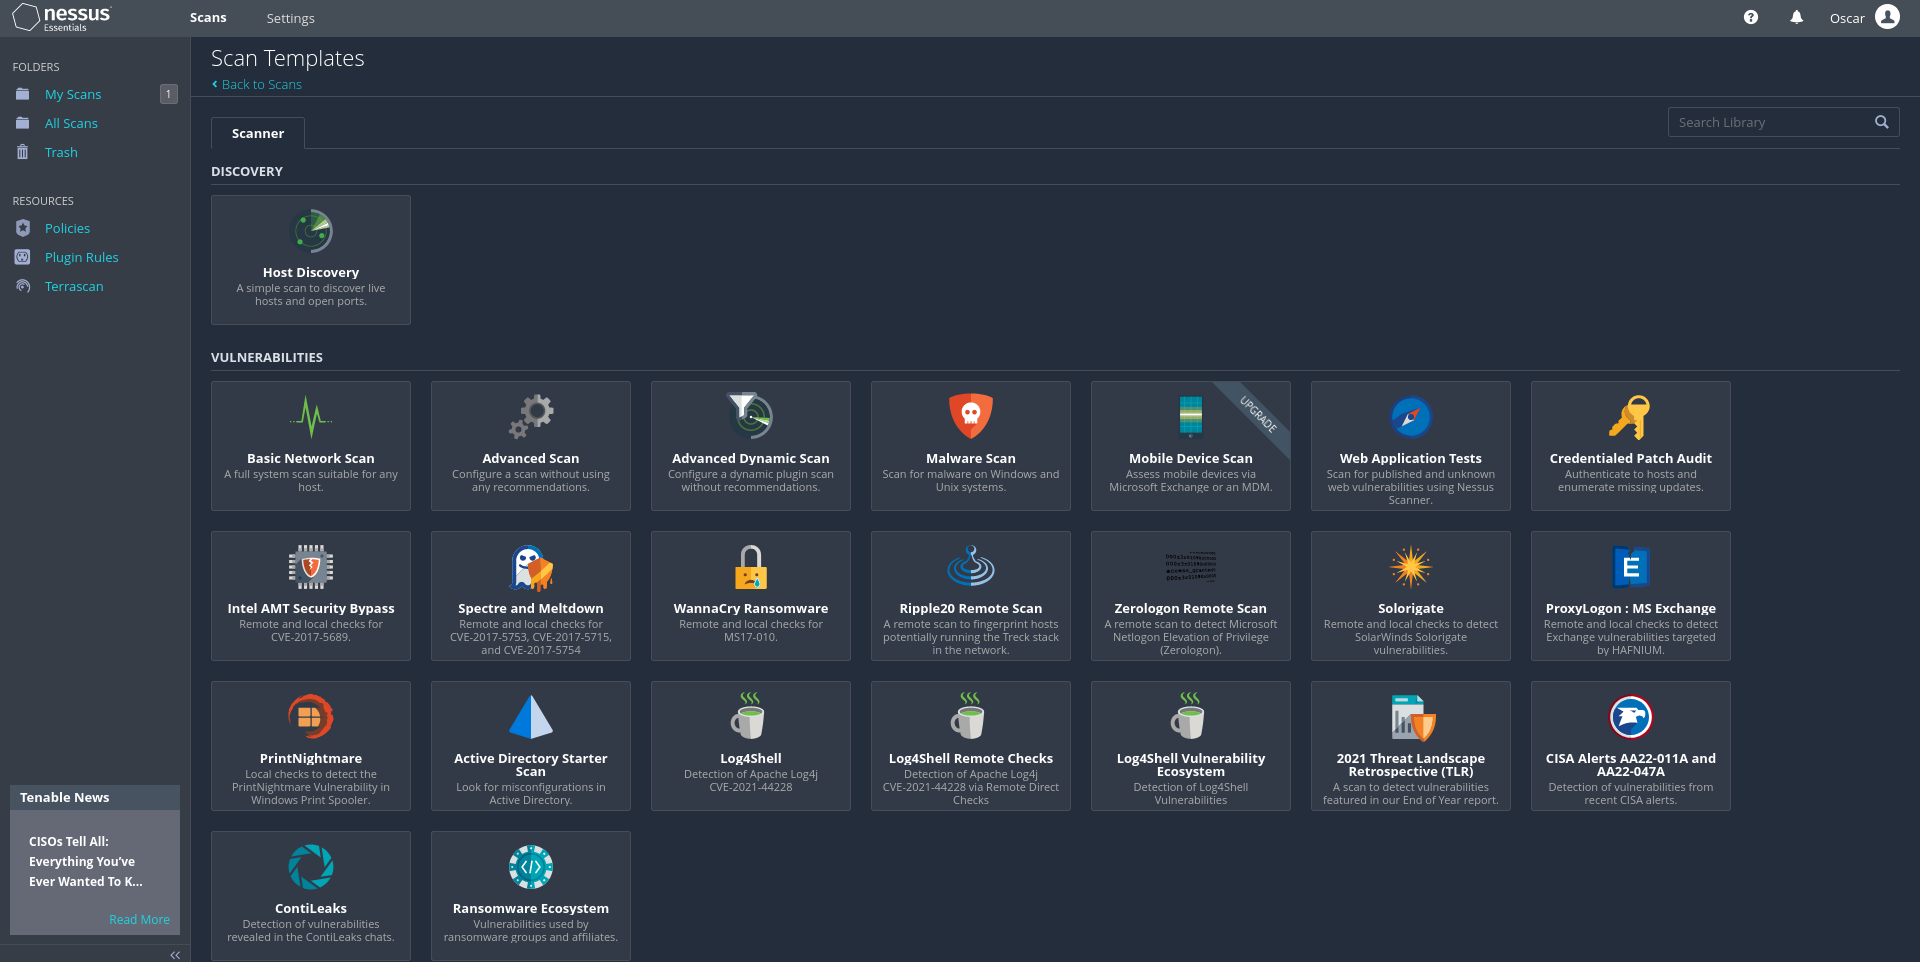 nessus
Essentials
Scans
Settings
Oscar
FOLDERS
My Scans
1
All Scans
Trash
RESOURCES
Policies
Plugin Rules
Terrascan
Tenable News
CISOs Tell All:
Everything You've
Ever Wanted To K...
Read More
Scan Templates
Back to Scans
Scanner
Search Library
DISCOVERY
Host Discovery
A simple scan to discover live
hosts and open ports.
VULNERABILITIES
Basic Network Scan
A full system scan suitable for any
host.
Advanced Scan
Configure a scan without using
any recommendations.
Advanced Dynamic Scan
Configure a dynamic plugin scan
without recommendations.
Malware Scan
Scan for malware on Windows and
Unix systems.
UPGRADE
Mobile Device Scan
Assess mobile devices via
Microsoft Exchange or an MDM.
Web Application Tests
Scan for published and unknown
web vulnerabilities using Nessus
Scanner.
Credentialed Patch Audit
Authenticate to hosts and
enumerate missing updates.
Intel AMT Security Bypass
Remote and local checks for
CVE-2017-5689.
Spectre and Meltdown
Remote and local checks for
CVE-2017-5753, CVE-2017-5715,
and CVE-2017-5754
WannaCry Ransomware
Remote and local checks for
MS17-010.
Ripple20 Remote Scan
A remote scan to fingerprint hosts
potentially running the Treck stack
in the network.
Zerologon Remote Scan
A remote scan to detect Microsoft
Netlogon Elevation of Privilege
(Zerologon).
Solorigate
Remote and local checks to detect
SolarWinds Solorigate
vulnerabilities.
E
ProxyLogon : MS Exchange
Remote and local checks to detect
Exchange vulnerabilities targeted
by HAFNIUM.
PrintNightmare
Local checks to detect the
PrintNightmare Vulnerability in
Windows Print Spooler.
Active Directory Starter
Scan
Look for misconfigurations in
Active Directory.
Log4Shell
Detection of Apache Log4j
CVE-2021-44228
Log4Shell Remote Checks
Detection of Apache Log4j
CVE-2021-44228 via Remote Direct
Checks
Log4Shell Vulnerability
Ecosystem
Detection of Log4Shell
Vulnerabilities
2021 Threat Landscape
Retrospective (TLR)
A scan to detect vulnerabilities
featured in our End of Year report.
CISA Alerts AA22-011A and
AA22-047A
Detection of vulnerabilities from
recent CISA alerts.
ContiLeaks
Detection of vulnerabilities
revealed in the ContiLeaks chats.
Ransomware Ecosystem
Vulnerabilities used by
ransomware groups and affiliates.